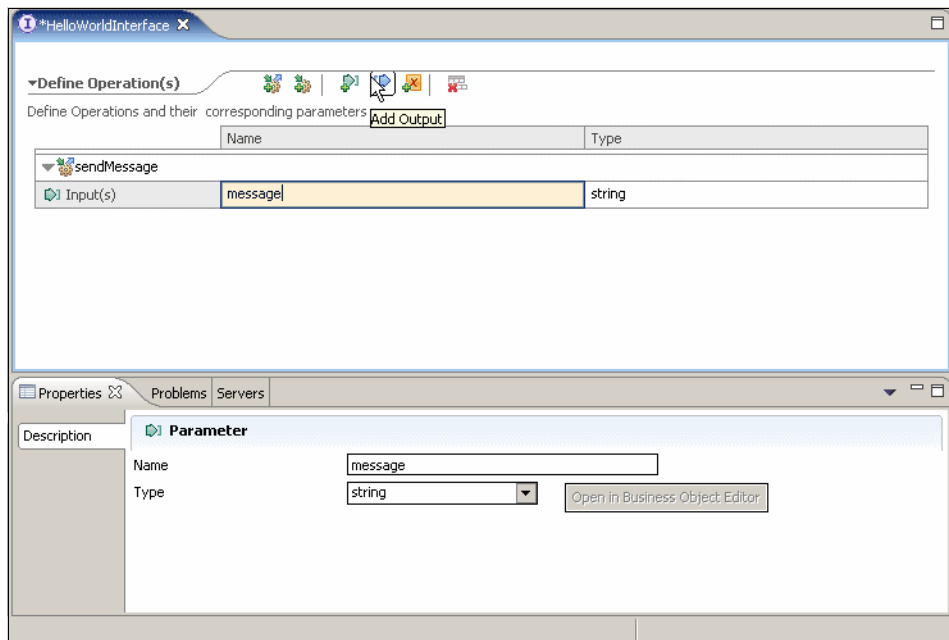 *HelloWorldInterface
Define Operation(s)
Define Operations and their corresponding parameters
Add Output
Name Type
sendMessage
Input(s) message string
Properties Problems Servers
Description
Parameter
Name message
Type string Open in Business Object Editor